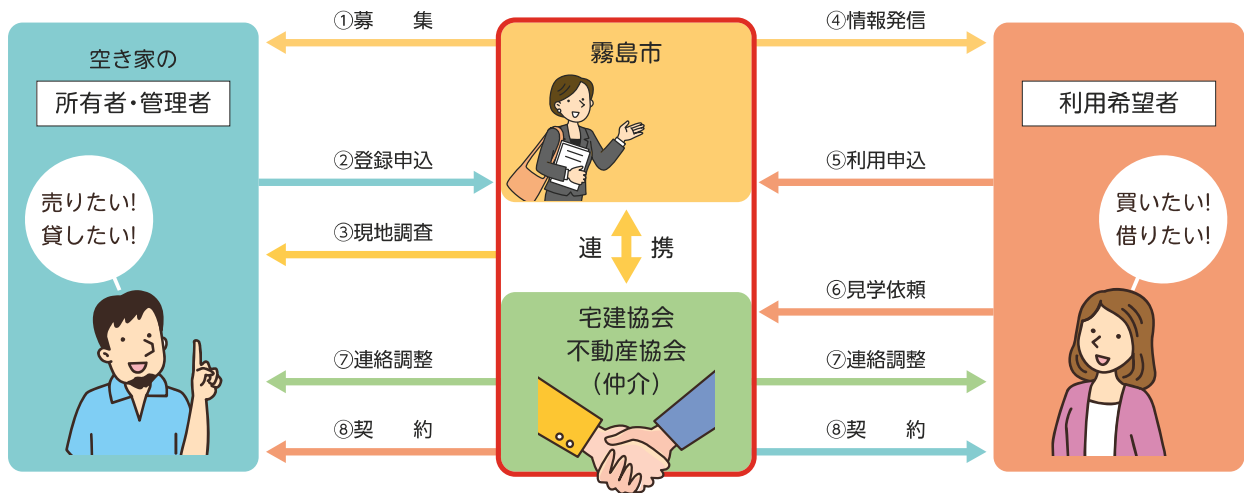 空き家の
所有者・管理者
売りたい!
貸したい!
①募　集
②登録申込
③現地調査
⑦連絡調整
⑧契　約
霧島市
連　携
宅建協会
不動産協会
（仲介）
④情報発信
⑤利用申込
⑥見学依頼
⑦連絡調整
⑧契　約
利用希望者
買いたい!
借りたい!